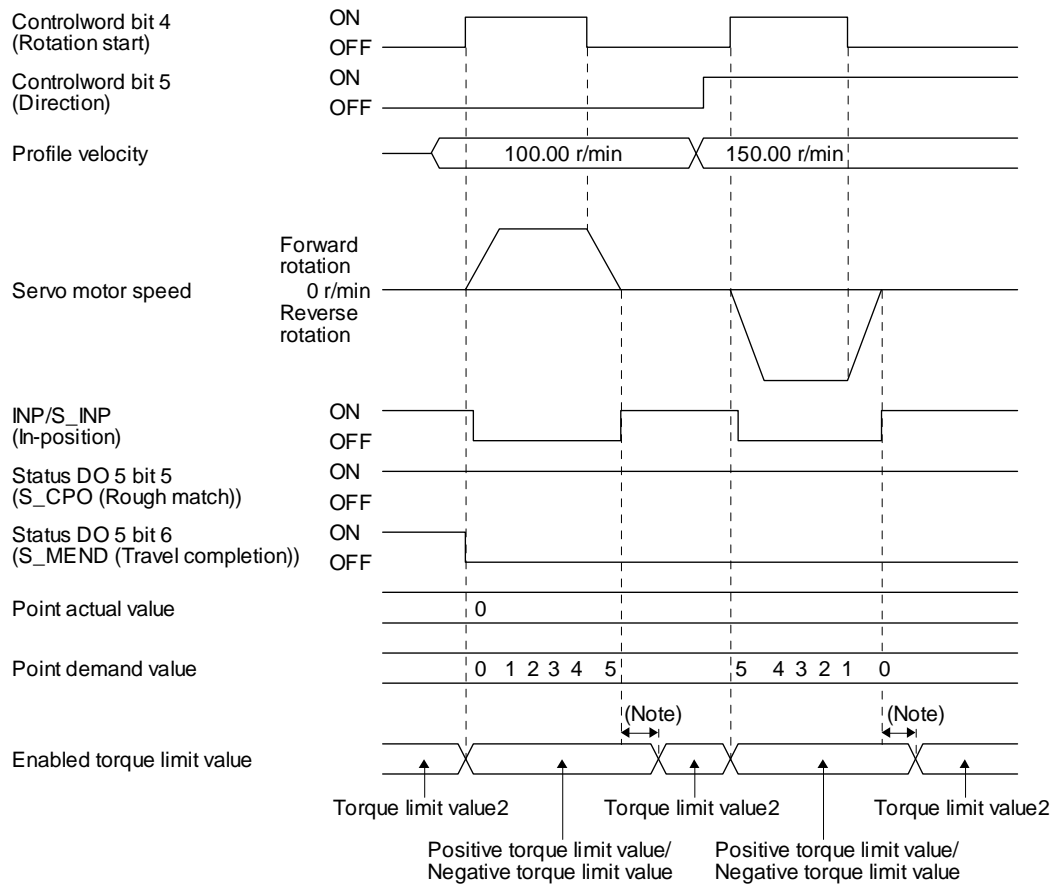 Controlword bit 4
(Rotation start)
ON
OFF
Controlword bit 5
(Direction)
ON
OFF
Profile velocity
100.00 r/min
150.00 r/min
Servo motor speed
Forward
rotation
0 r/min
Reverse
rotation
INP/S_INP
(In-position)
ON
OFF
Status DO 5 bit 5
(S_CPO (Rough match))
ON
OFF
Status DO 5 bit 6
(S_MEND (Travel completion))
ON
OFF
Point actual value
0
Point demand value
0 1 2 3 4 5
5 4 3 2 1 0
(Note)
(Note)
Enabled torque limit value
Torque limit value2
Torque limit value2
Torque limit value2
Positive torque limit value/
Negative torque limit value
Positive torque limit value/
Negative torque limit value